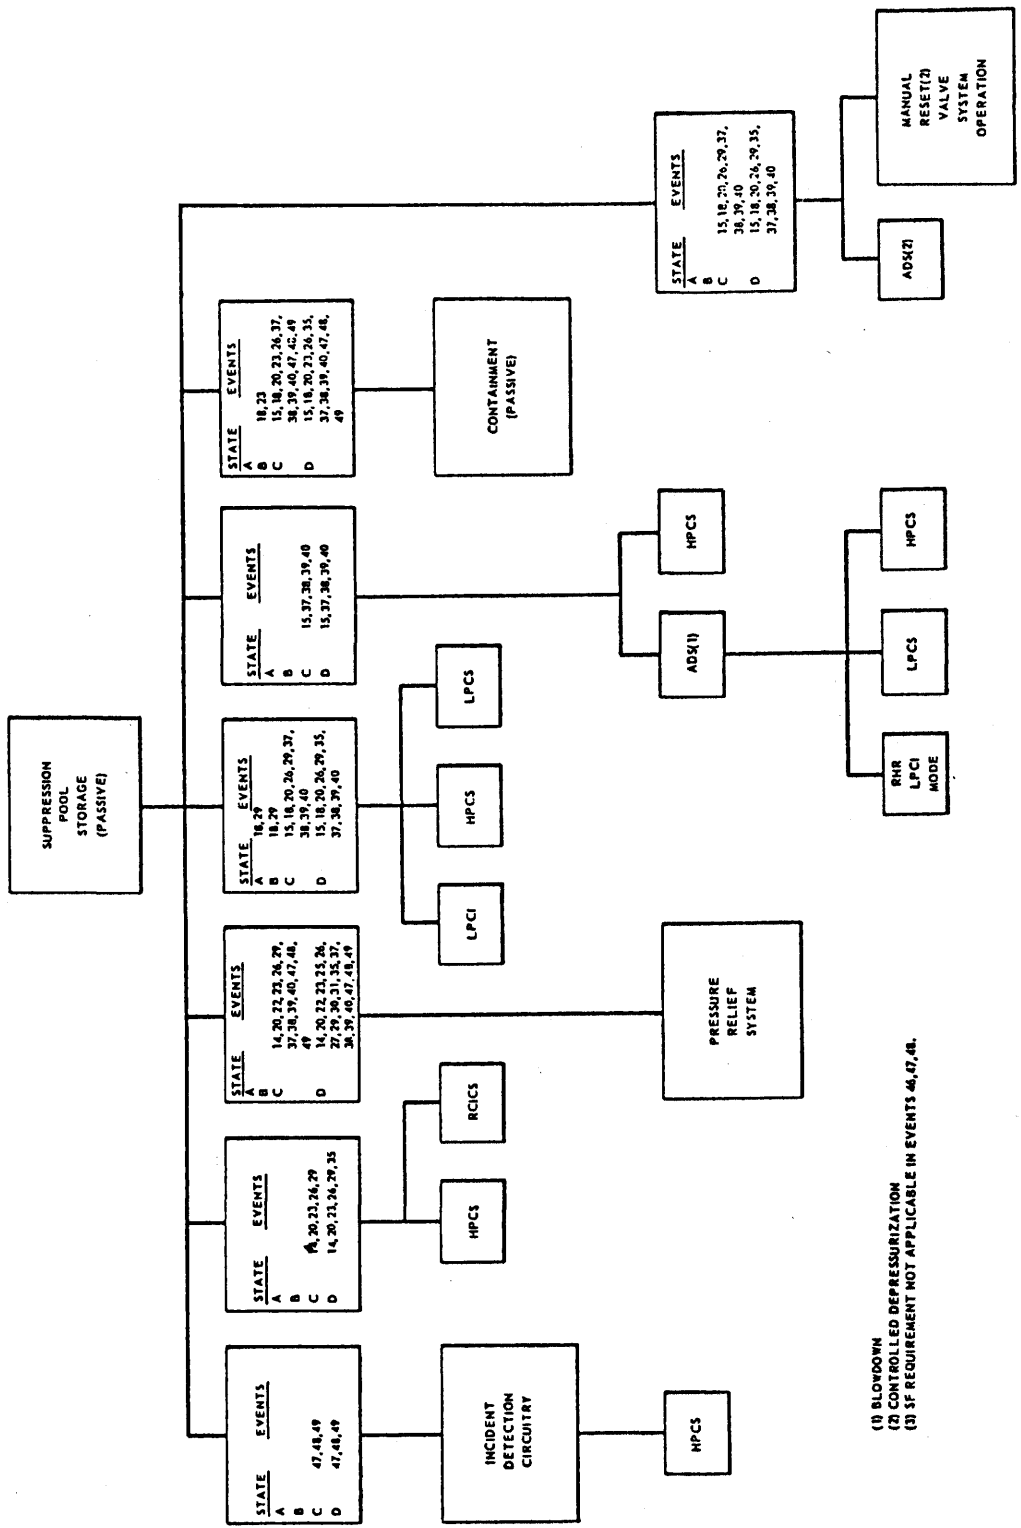 SUPPRESSION
POOL
STORAGE
(PASSIVE)
STATE EVENTS
A
B
C 47,48,49
D 47,48,49
INCIDENT
DETECTION
CIRCUITRY
HPCS
STATE EVENTS
A
B
C 14,20,23,26,29
D 14,20,23,26,29,35
HPCS
RCICS
STATE EVENTS
A
B
C 14,20,22,23,26,29,
37,38,39,40,47,48,
49
D 14,20,22,23,25,26
27,29,30,31,35,37,
38,39,40,47,48,49
PRESSURE
RELIEF
SYSTEM
STATE EVENTS
A 18,29
B 18,29
C 15,18,20,26,29,37,
38,39,40
D 15,18,20,26,29,35,
37,38,39,40
LPCI
HPCS
LPCS
STATE EVENTS
A
B
C 15,37,38,39,40
D 15,37,38,39,40
ADS(1)
HPCS
RHR
LPCI
MODE
LPCS
HPCS
STATE EVENTS
A
B 18,23
C 15,18,20,23,26,37,
38,39,40,47,48,49
D 15,18,20,23,26,35,
37,38,39,40,47,48,
49
CONTAINMENT
(PASSIVE)
STATE EVENTS
A
B
C 15,18,20,26,29,37,
38,39,40
D 15,18,20,26,29,35,
37,38,39,40
ADS(2)
MANUAL
RESET(2)
VALVE
SYSTEM
OPERATION
(1) BLOWDOWN
(2) CONTROLLED DEPRESSURIZATION
(3) SF REQUIREMENT NOT APPLICABLE IN EVENTS 46,47,48.